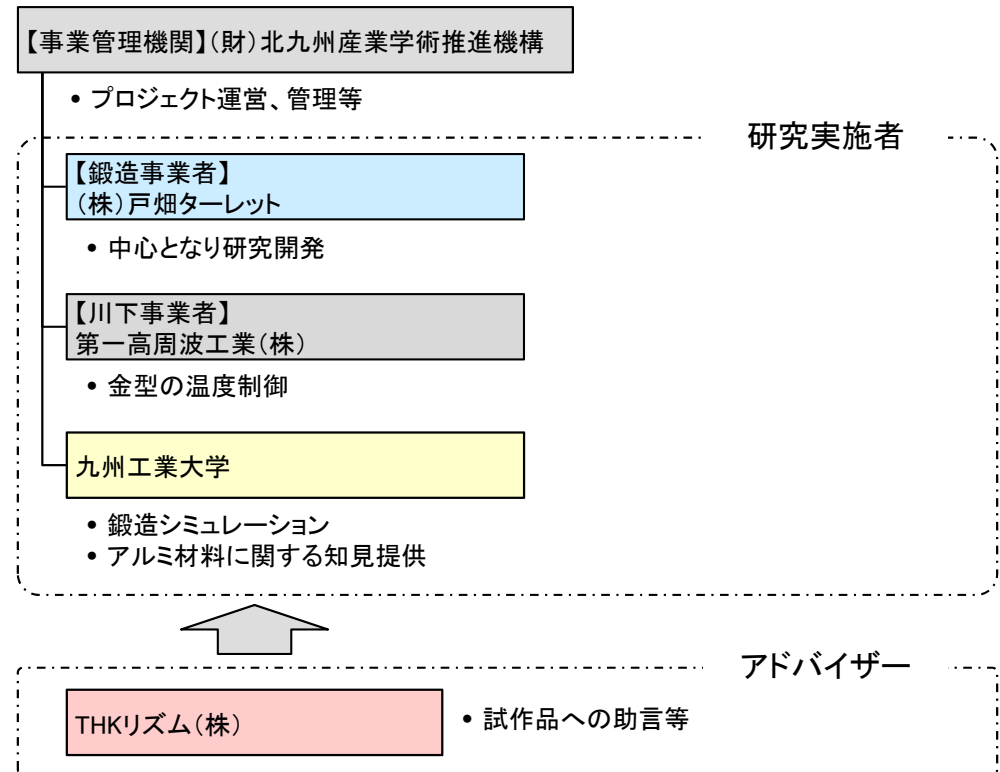 【事業管理機関】(財)北九州産業学術推進機構
• プロジェクト運営、管理等
研究実施者
【鍛造事業者】
(株)戸畑ターレット
• 中心となり研究開発
【川下事業者】
第一高周波工業(株)
• 金型の温度制御
九州工業大学
• 鍛造シミュレーション
• アルミ材料に関する知見提供
アドバイザー
THKリズム(株)
• 試作品への助言等